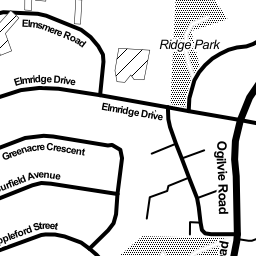 Elmsmere Road
Ridge Park
Elmridge Drive
Elmridge Drive
Greenacre Crescent
Ogilvie Road
Avenue
Street